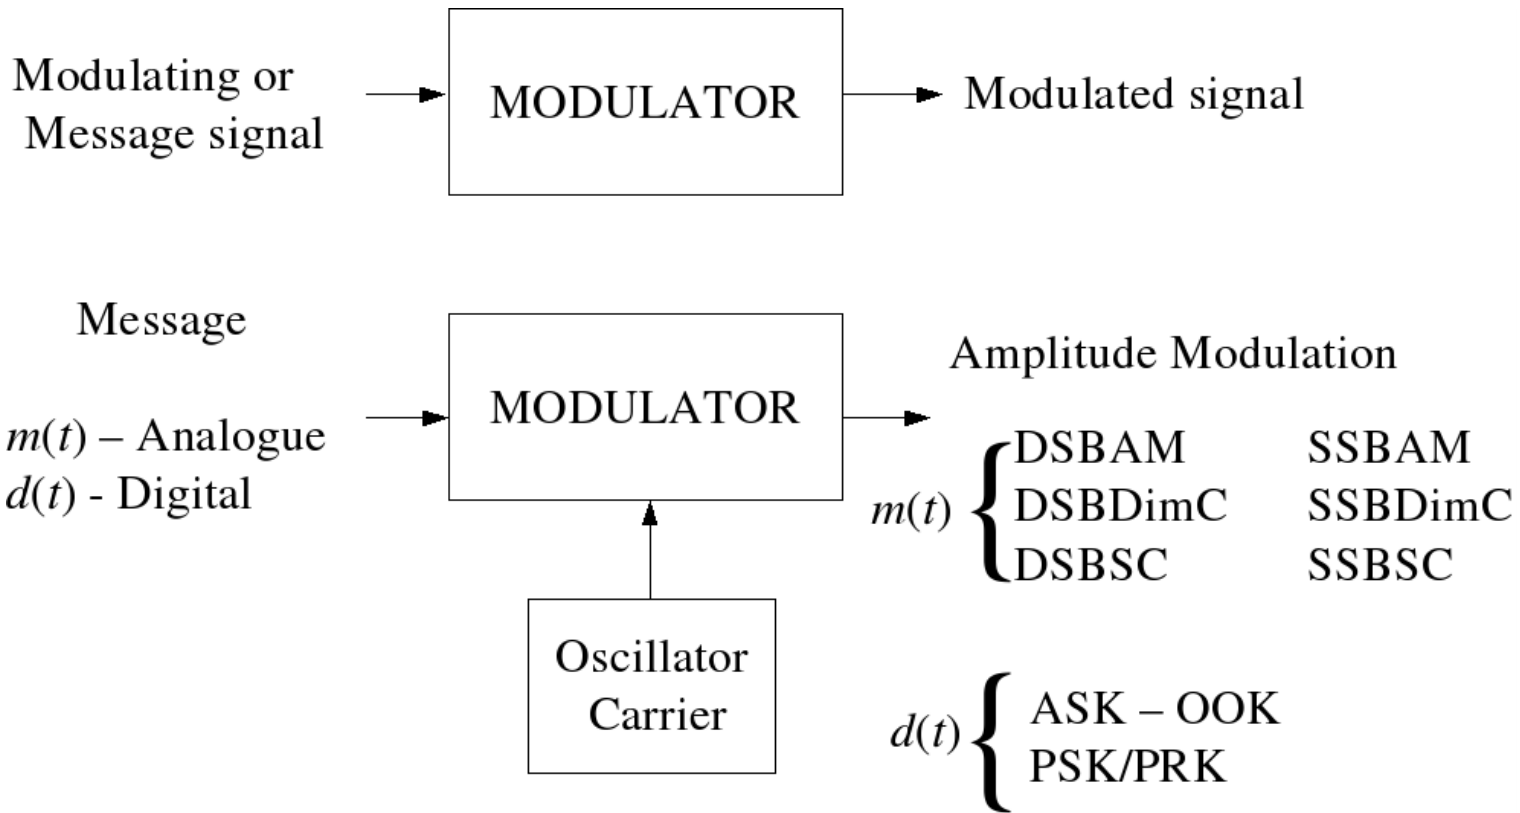 Modulating or
Message signal
MODULATOR
Modulated signal
Message
m(t) – Analogue
d(t) - Digital
MODULATOR
Oscillator
Carrier
Amplitude Modulation
m(t)
DSBAM SSBAM
DSBDimC SSBDimC
DSBSC SSBSC
d(t)
ASK – OOK
PSK/PRK